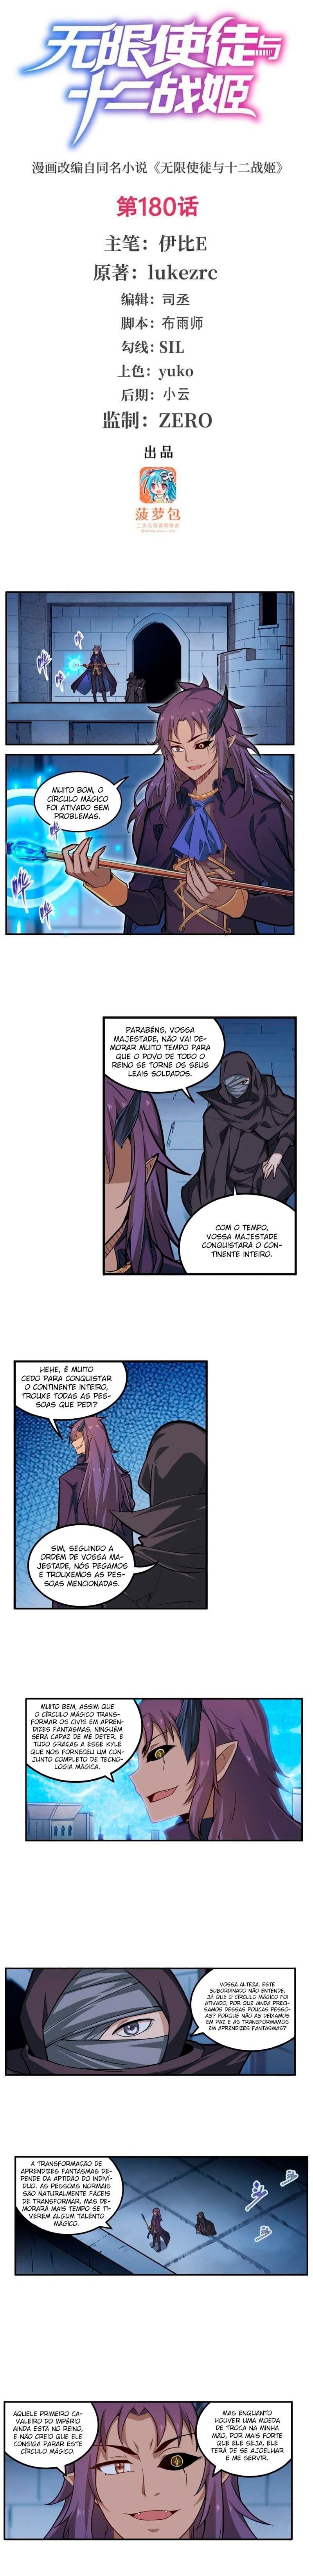 无限使徒与
十二战姬
漫画改编自同名小说《无限使徒与十二战姬》
第180话
主笔：伊比E
原著：lukezrc
编辑：司丞
脚本：布雨师
勾线：SIL
上色：yuko
后期：小云
监制：ZERO
出品
菠萝包
MUITO BOM, O
CÍRCULO MÁGICO
FOI ATIVADO SEM
PROBLEMAS.
PARABÉNS, VOSSA
MAJESTADE, NÃO VAI DE-
MORAR MUITO TEMPO PARA
QUE O POVO DE TODO O
REINO SE TORNE OS SEUS
LEAIS SOLDADOS.
COM O TEMPO,
VOSSA MAJESTADE
CONQUISTARÁ O CON-
TINENTE INTEIRO.
HEHE, É MUITO
CEDO PARA CONQUISTAR
O CONTINENTE INTEIRO,
TROUXE TODAS AS PES-
SOAS QUE PEDI?
SIM, SEGUINDO A
ORDEM DE VOSSA MA-
JESTADE, NÓS PEGAMOS
E TROUXEMOS AS PES-
SOAS MENCIONADAS.
MUITO BEM, ASSIM QUE
O CÍRCULO MÁGICO TRANS-
FORMAR OS CIVIS EM APREN-
DIZES FANTASMAS, NINGUÉM
SERÁ CAPAZ DE ME DETER. E
TUDO GRAÇAS A ESSE KYLE
QUE NOS FORNECEU UM CON-
JUNTO COMPLETO DE TECNO-
LOGIA MÁGICA.
VOSSA ALTEZA, ESTE
SUBORDINADO NÃO ENTENDE,
JÁ QUE O CÍRCULO MÁGICO FOI
ATIVADO, POR QUE AINDA PRECI-
SAMOS DESSAS POUCAS PESSO-
AS? PORQUE NÃO AS DEIXAMOS
EM PAZ E AS TRANSFORMAMOS
EM APRENDIZES FANTASMAS?
A TRANSFORMAÇÃO DE
APRENDIZES FANTASMAS DE-
PENDE DA APTIDÃO DO INDIVÍ-
DUO. AS PESSOAS NORMAIS
SÃO NATURALMENTE FÁCEIS
DE TRANSFORMAR, MAS DE-
MORARÁ MAIS TEMPO SE TI-
VEREM ALGUM TALENTO
MÁGICO.
AQUELE PRIMEIRO CA-
VALEIRO DO IMPÉRIO
AINDA ESTÁ NO REINO,
E NÃO CREIO QUE ELE
CONSIGA PARAR ESTE
CÍRCULO MÁGICO.
MAS ENQUANTO
HOUVER UMA MOEDA
DE TROCA NA MINHA
MÃO, POR MAIS FORTE
QUE ELE SEJA, ELE
TERÁ DE SE AJOELHAR
E ME SERVIR.